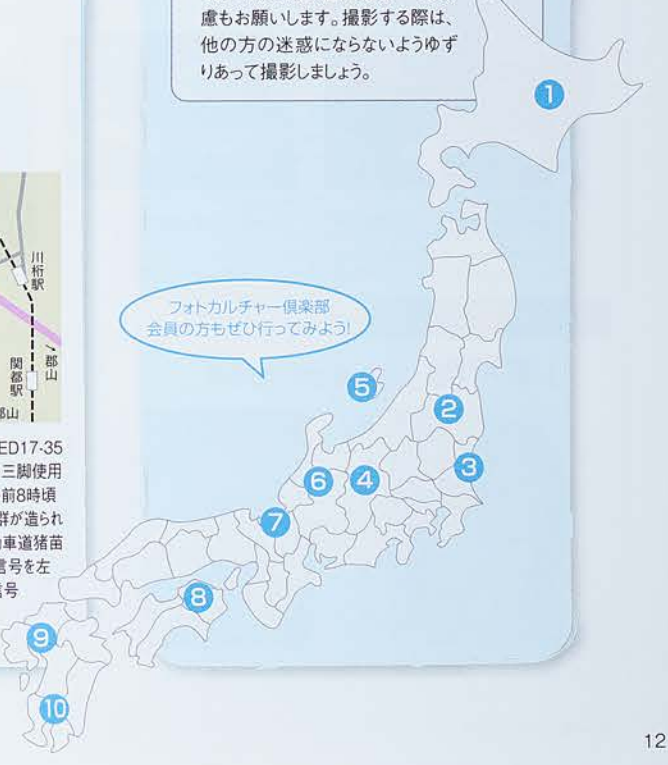 慮もお願いします。撮影する際は、
他の方の迷惑にならないようゆず
りあって撮影しましょう。
川桁駅
郡山
関都駅
郡山
ED17-35
三脚使用
前8時頃
群が造られ
車道猪苗
信号を左
信号
フォトカルチャー倶楽部
会員の方もぜひ行ってみよう!
1
2
3
4
5
6
7
8
9
10
12